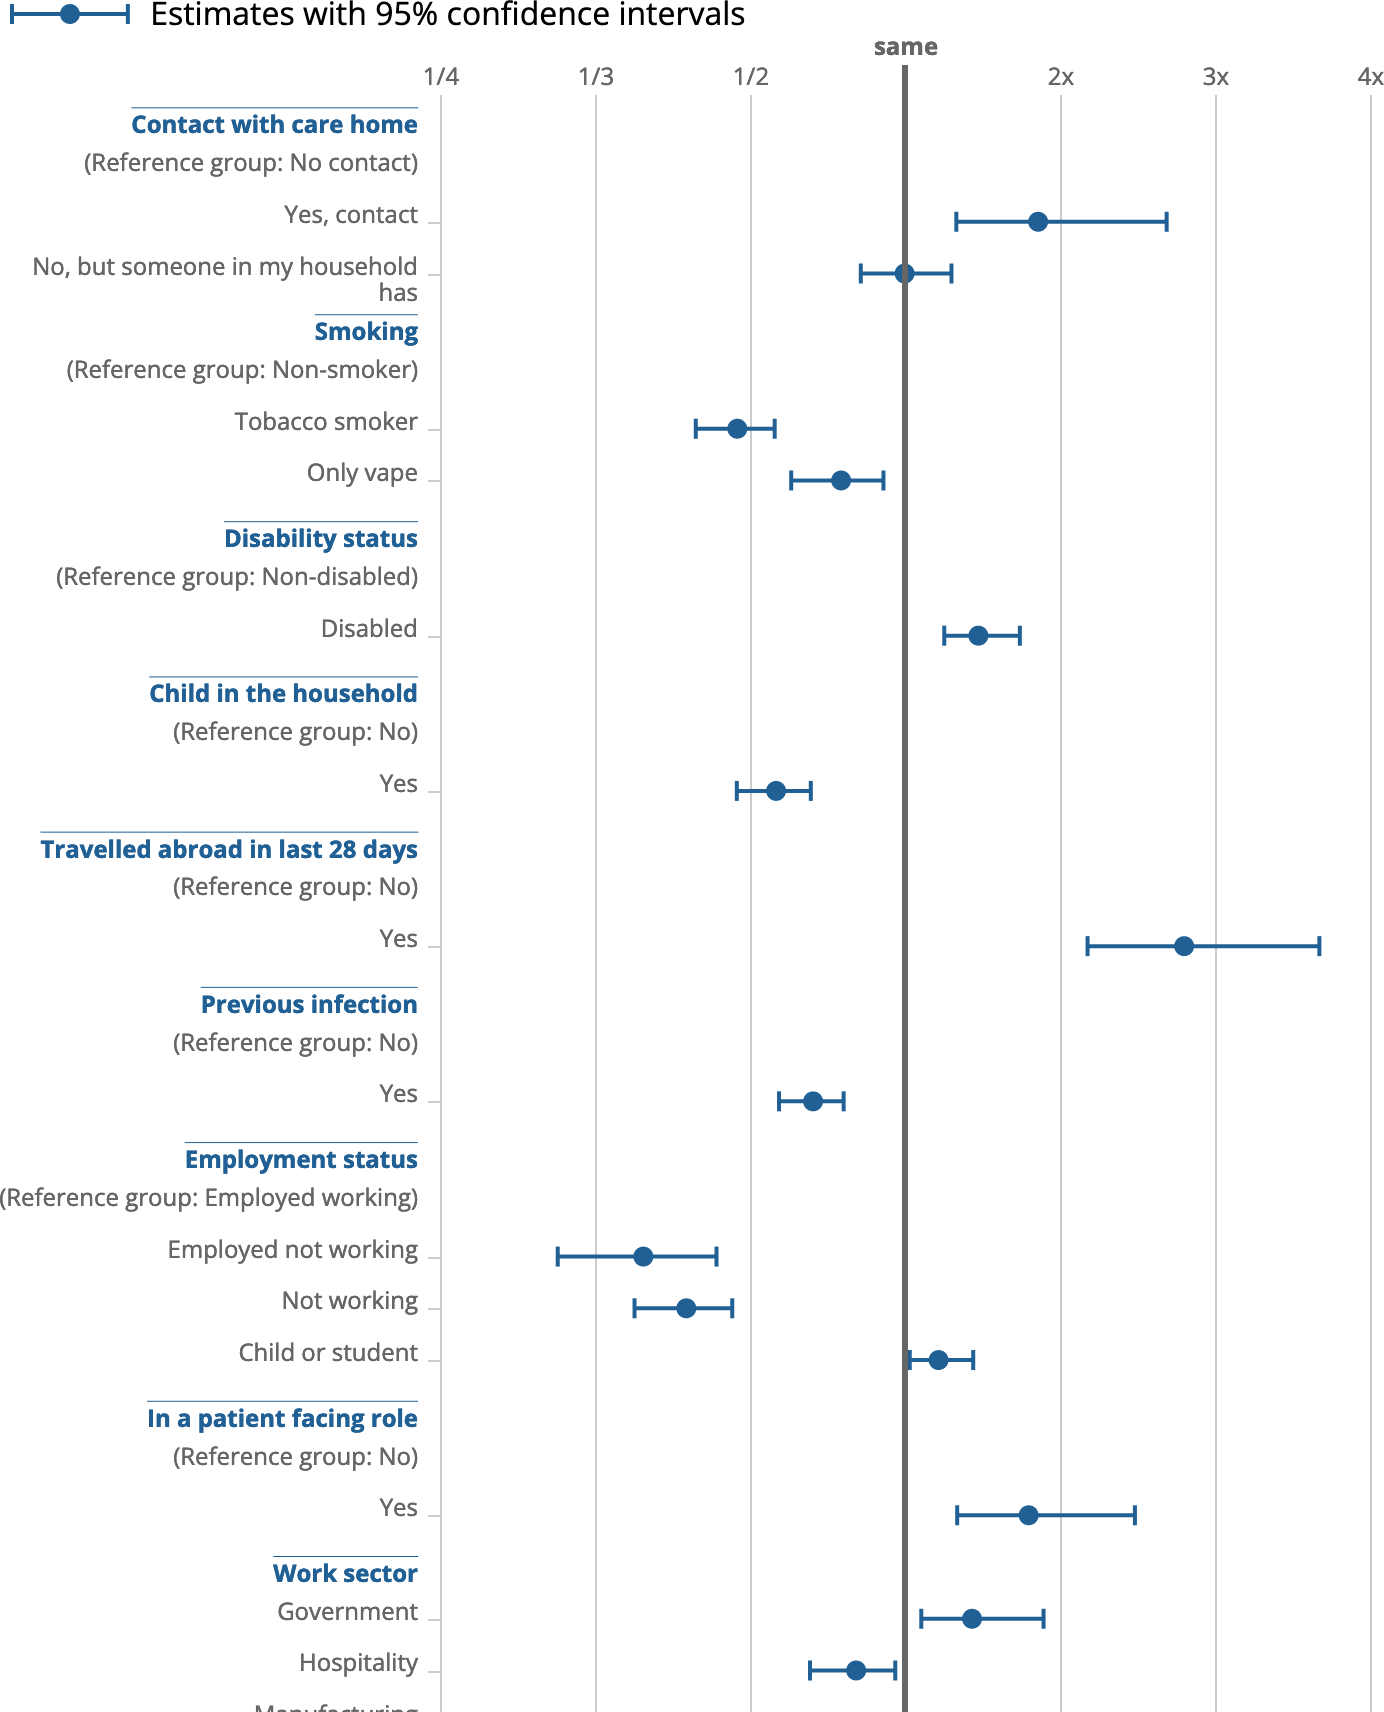 Estimates with 95% confidence intervals
same
1/4 1/3 1/2 2x 3x 4x
Contact with care home
(Reference group: No contact)
Yes, contact
No, but someone in my household
has
Smoking
(Reference group: Non-smoker)
Tobacco smoker
Only vape
Disability status
(Reference group: Non-disabled)
Disabled
Child in the household
(Reference group: No)
Yes
Travelled abroad in last 28 days
(Reference group: No)
Yes
Previous infection
(Reference group: No)
Yes
Employment status
(Reference group: Employed working)
Employed not working
Not working
Child or student
In a patient facing role
(Reference group: No)
Yes
Work sector
Government
Hospitality
Manufacturing